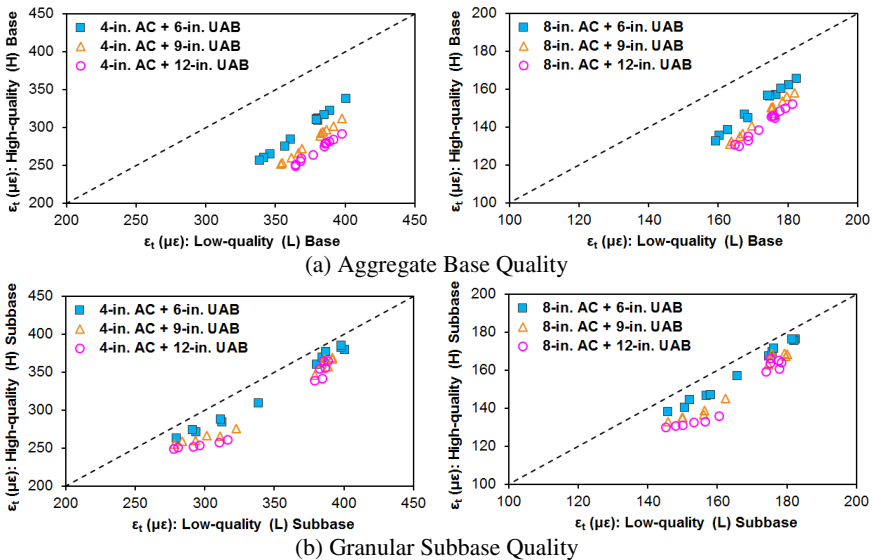 ε_t (με): High-quality (H) Base
450
400
350
300
250
200
4-in. AC + 6-in. UAB
4-in. AC + 9-in. UAB
4-in. AC + 12-in. UAB
200 250 300 350 400 450
ε_t (με): Low-quality (L) Base
ε_t (με): High-quality (H) Base
200
180
160
140
120
100
8-in. AC + 6-in. UAB
8-in. AC + 9-in. UAB
8-in. AC + 12-in. UAB
100 120 140 160 180 200
ε_t (με): Low-quality (L) Base
(a) Aggregate Base Quality
ε_t (με): High-quality (H) Subbase
450
400
350
300
250
200
4-in. AC + 6-in. UAB
4-in. AC + 9-in. UAB
4-in. AC + 12-in. UAB
200 250 300 350 400 450
ε_t (με): Low-quality (L) Subbase
ε_t (με): High-quality (H) Subbase
200
180
160
140
120
100
8-in. AC + 6-in. UAB
8-in. AC + 9-in. UAB
8-in. AC + 12-in. UAB
100 120 140 160 180 200
ε_t (με): Low-quality (L) Subbase
(b) Granular Subbase Quality